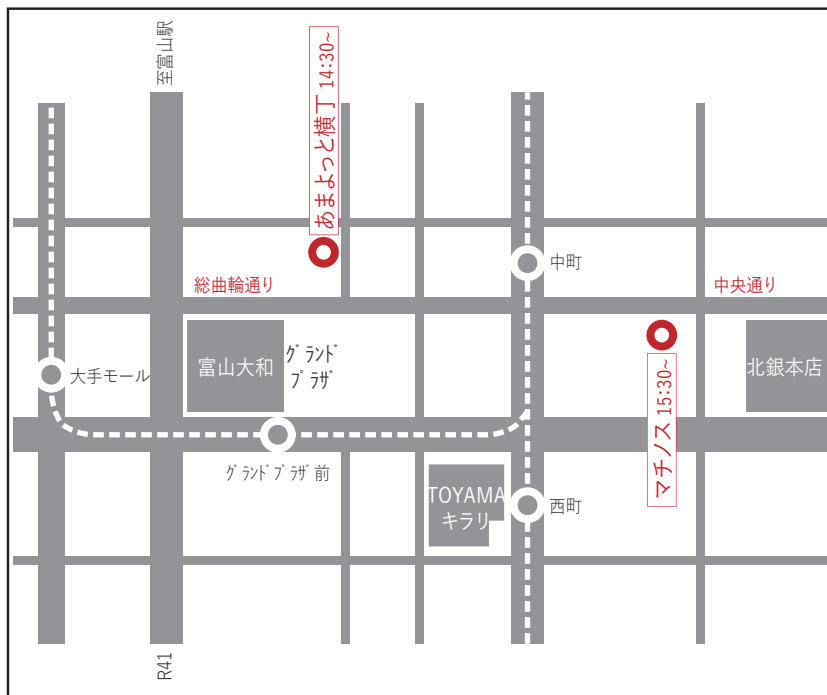 至富山駅
あまよっと横丁 14:30~
中町
総曲輪通り
中央通り
富山大和
グランド
プラザ
大手モール
北銀本店
マチノス 15:30~
グランドプラザ前
TOYAMA
キラリ
西町
R41